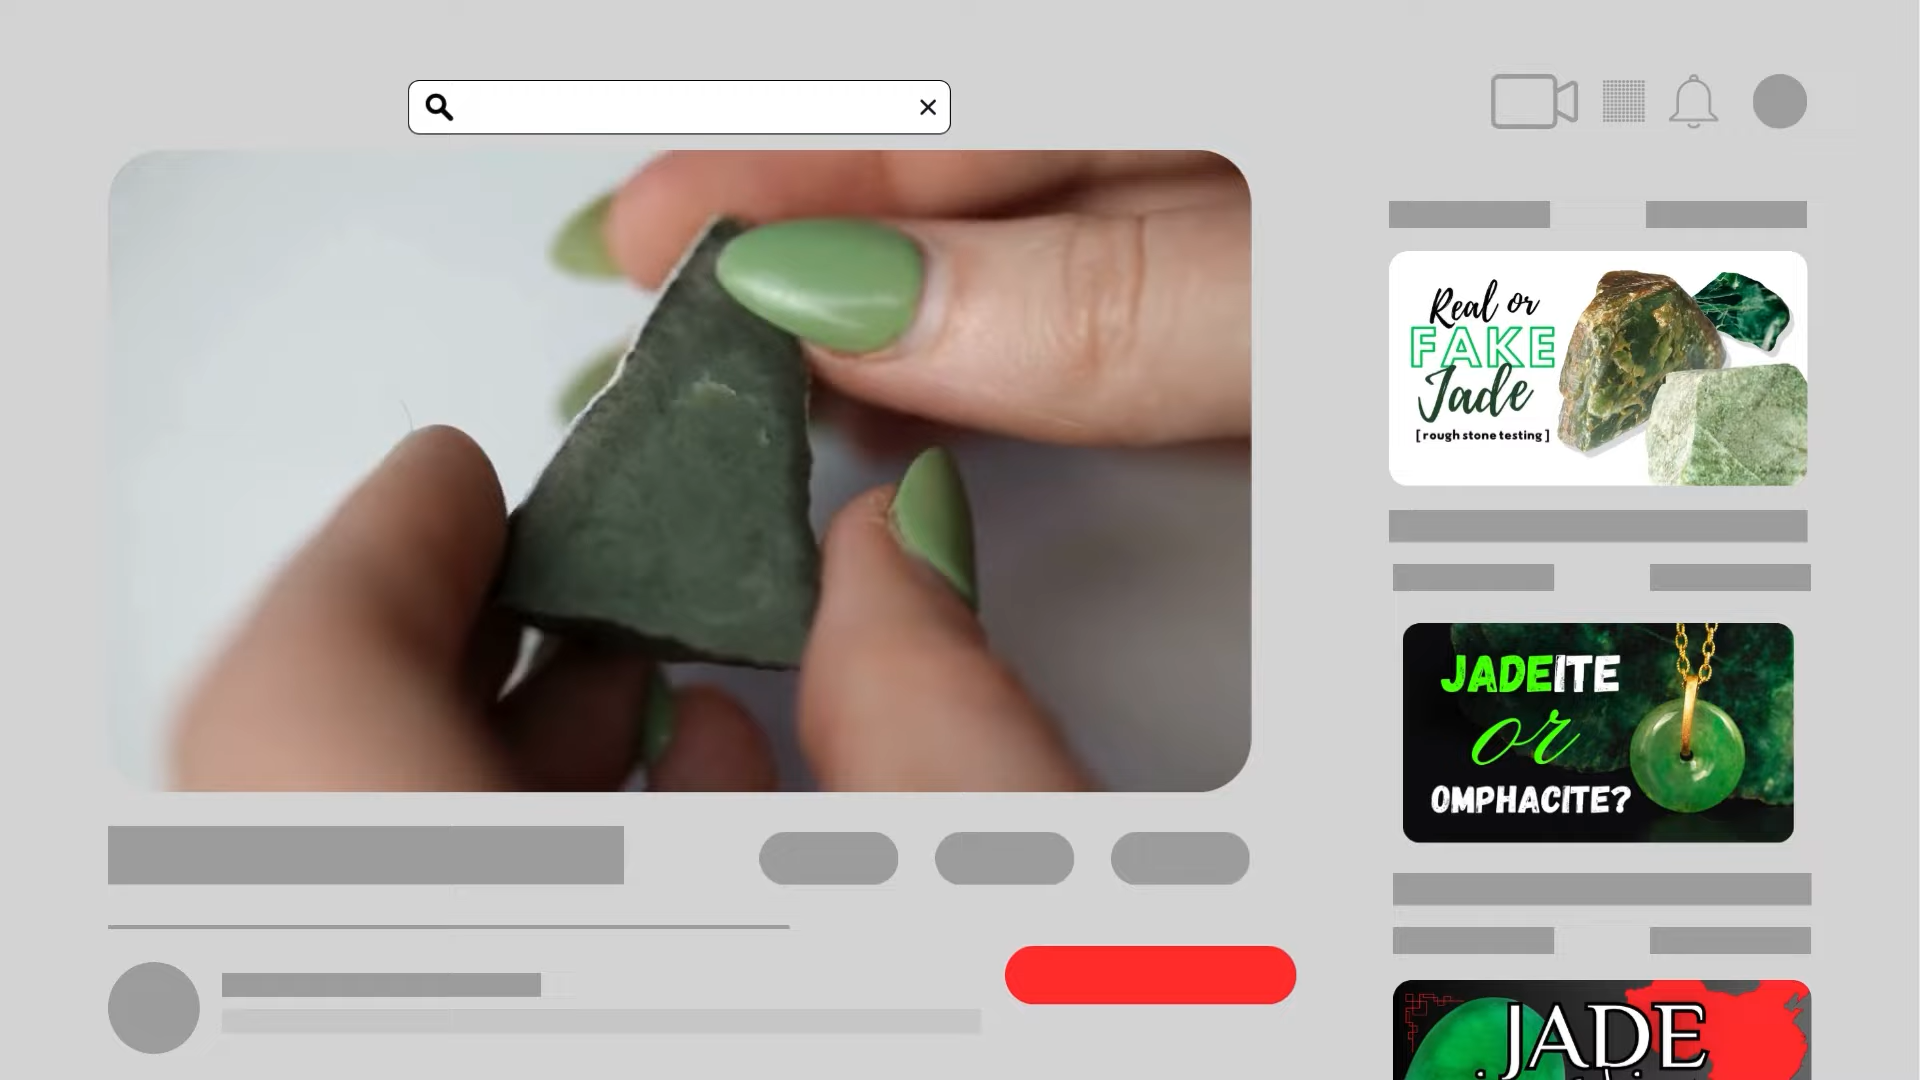 Real or
FAKE
Jade
[rough stone testing]
JADEITE
or
OMPHACITE?
JADE